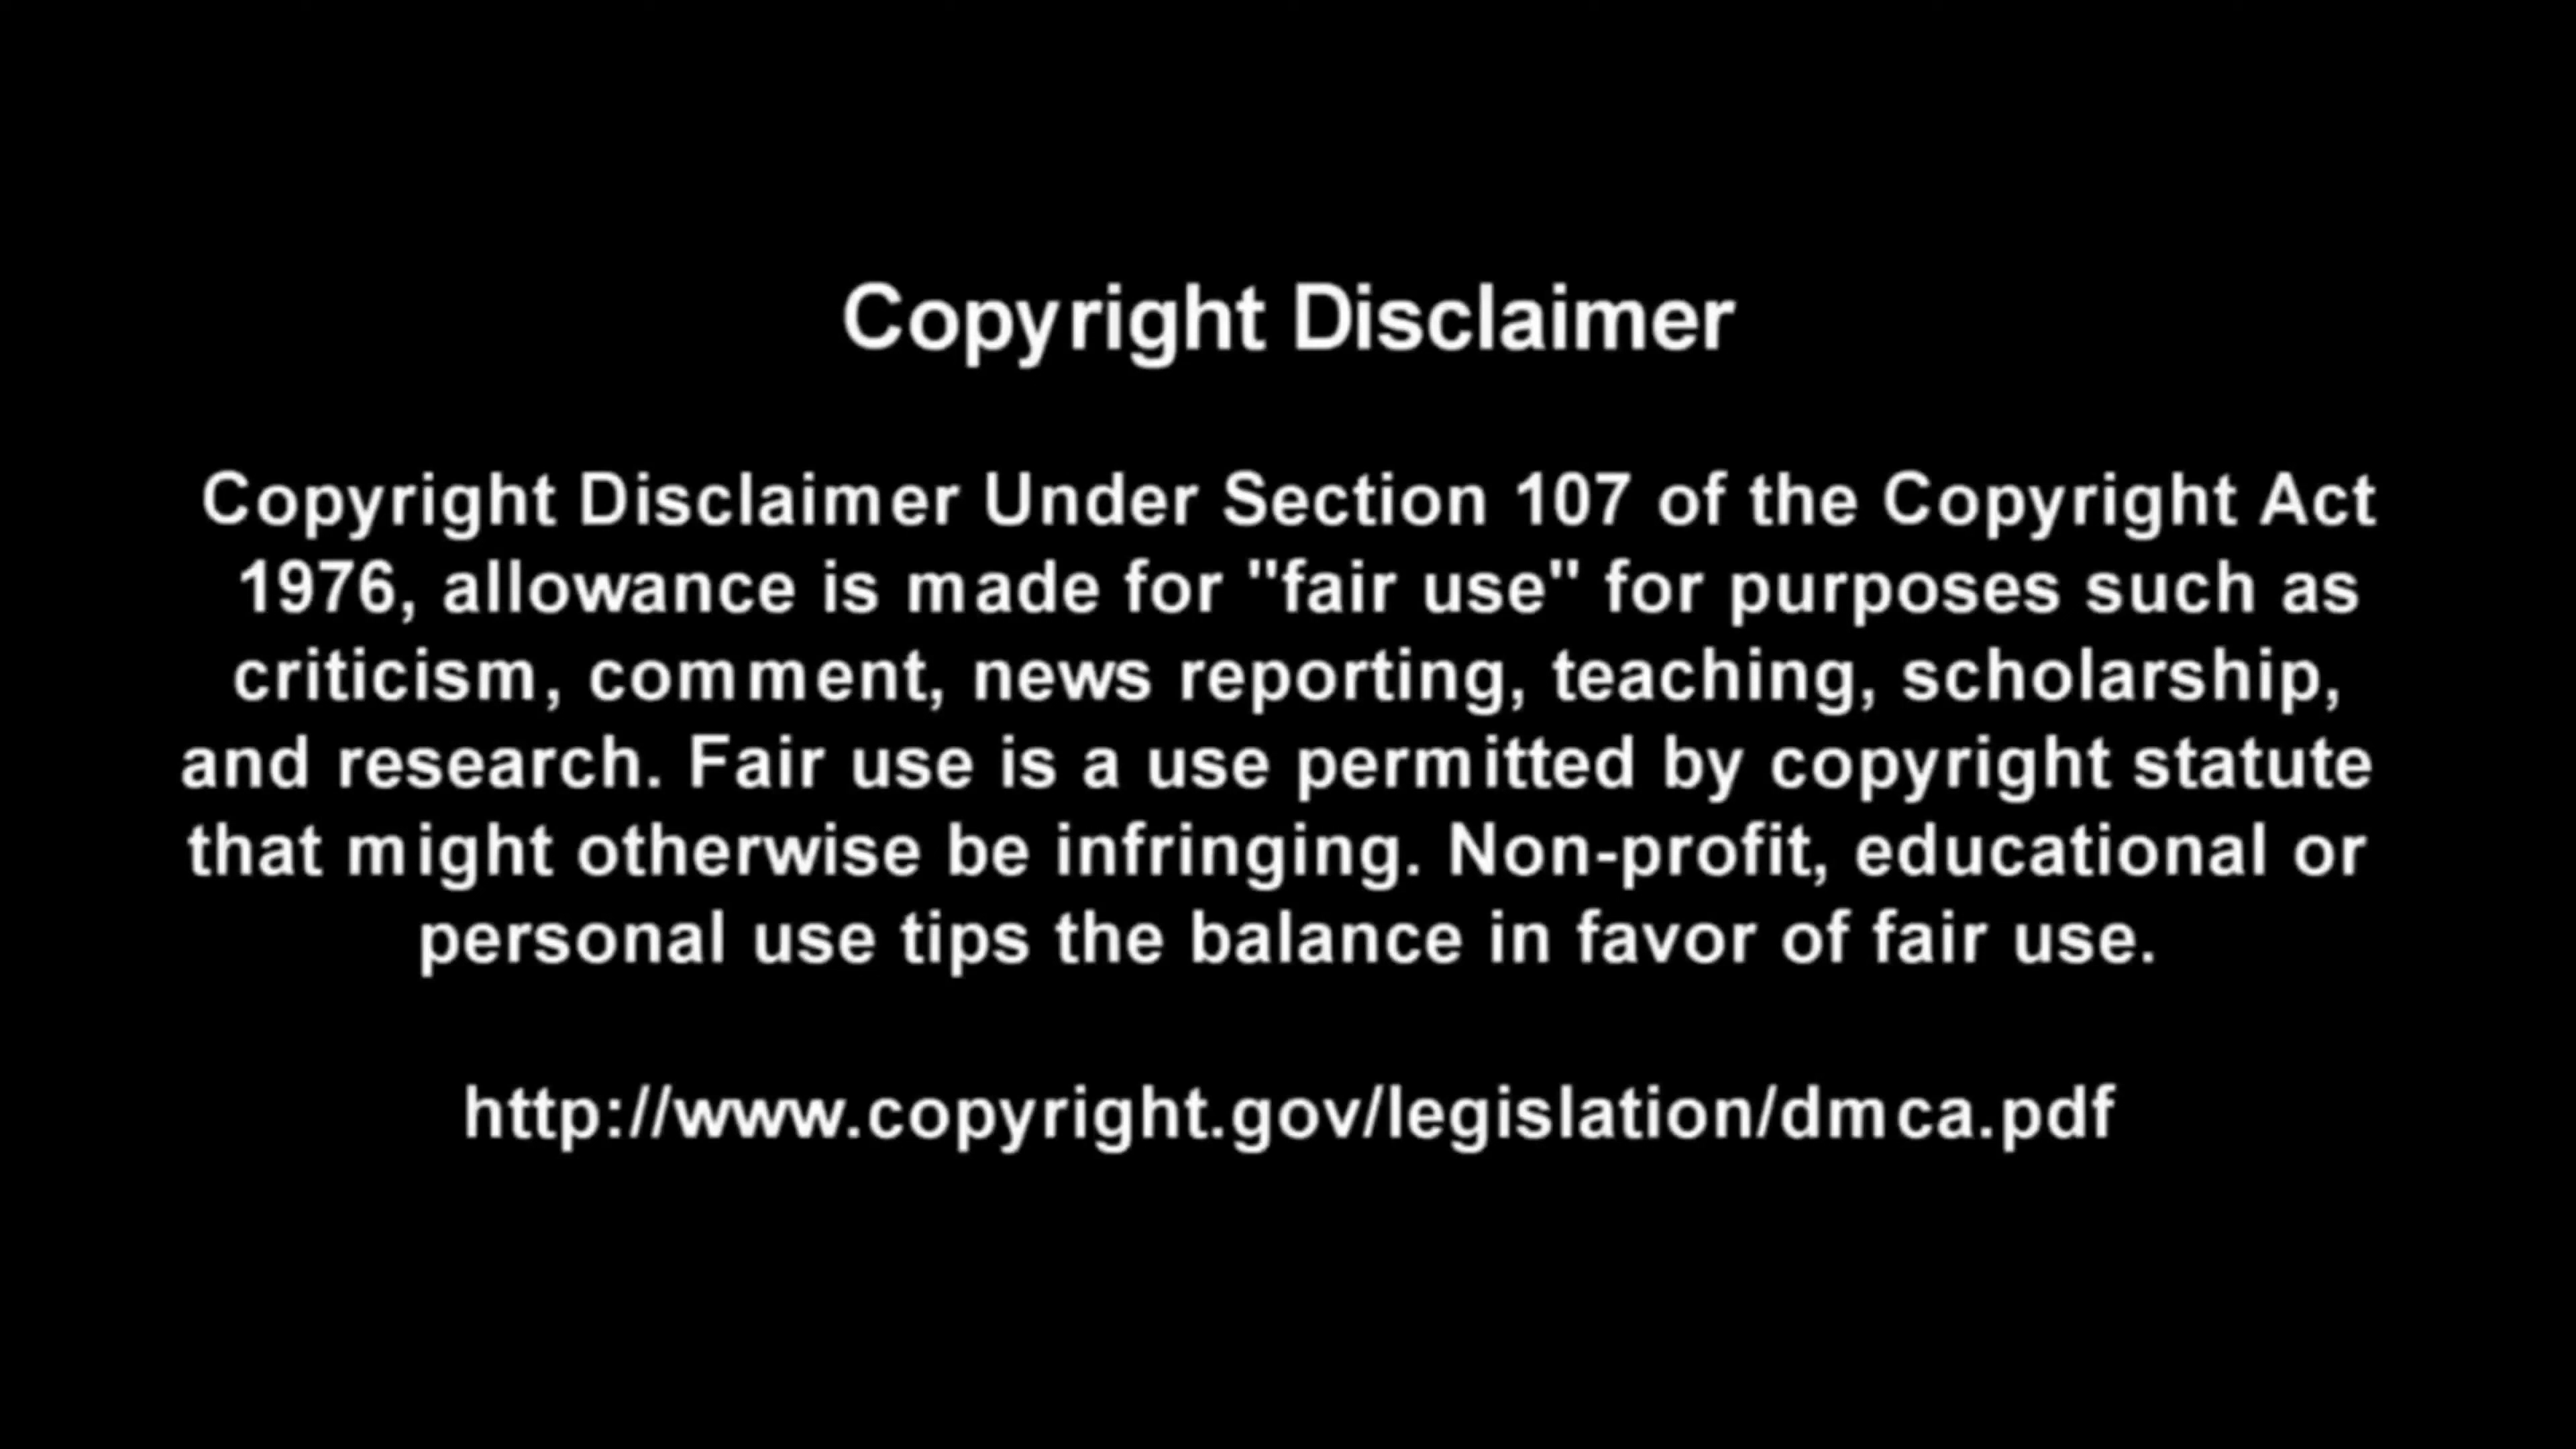 Copyright Disclaimer
Copyright Disclaimer Under Section 107 of the Copyright Act
1976, allowance is made for "fair use" for purposes such as
criticism, comment, news reporting, teaching, scholarship,
and research. Fair use is a use permitted by copyright statute
that might otherwise be infringing. Non-profit, educational or
personal use tips the balance in favor of fair use.
http://www.copyright.gov/legislation/dmca.pdf